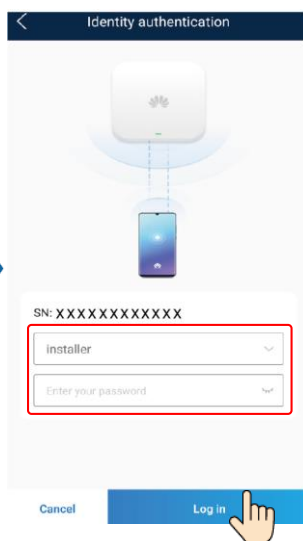 Identity authentication
SN: XXXXXXXXXXXX
installer
Enter your password
Cancel
Log in